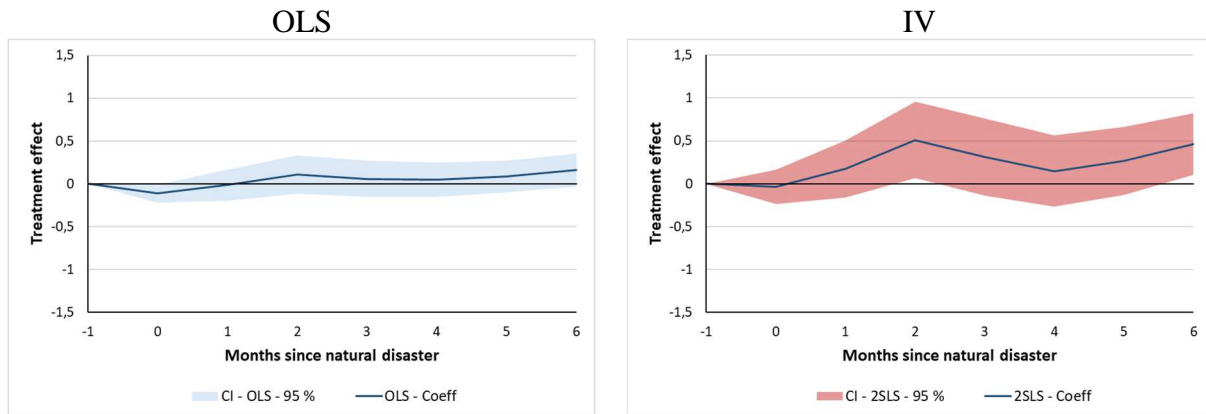 OLS
IV
1,5
1
0,5
0
-0,5
-1
-1,5
Treatment effect
-1 0 1 2 3 4 5 6
Months since natural disaster
CI - OLS - 95 % OLS - Coeff
1,5
1
0,5
0
-0,5
-1
-1,5
Treatment effect
-1 0 1 2 3 4 5 6
Months since natural disaster
CI - 2SLS - 95 % 2SLS - Coeff